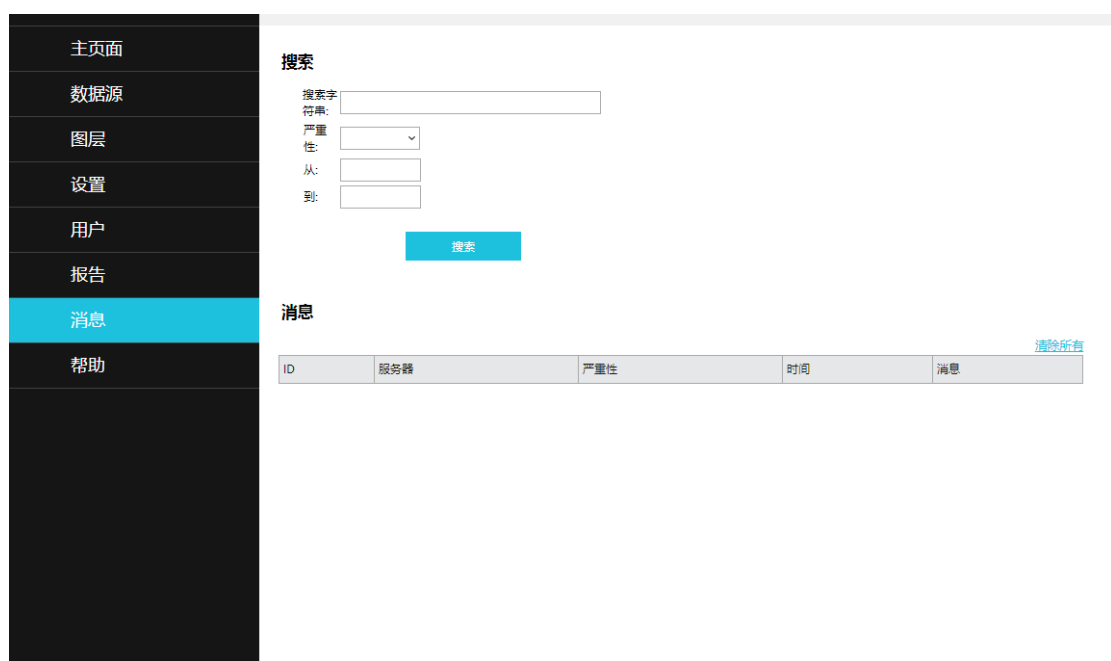 主页面
数据源
图层
设置
用户
报告
消息
帮助
搜索
搜索字
符串:
严重
性:
从:
到:
搜索
消息
清除所有
ID 服务器 严重性 时间 消息